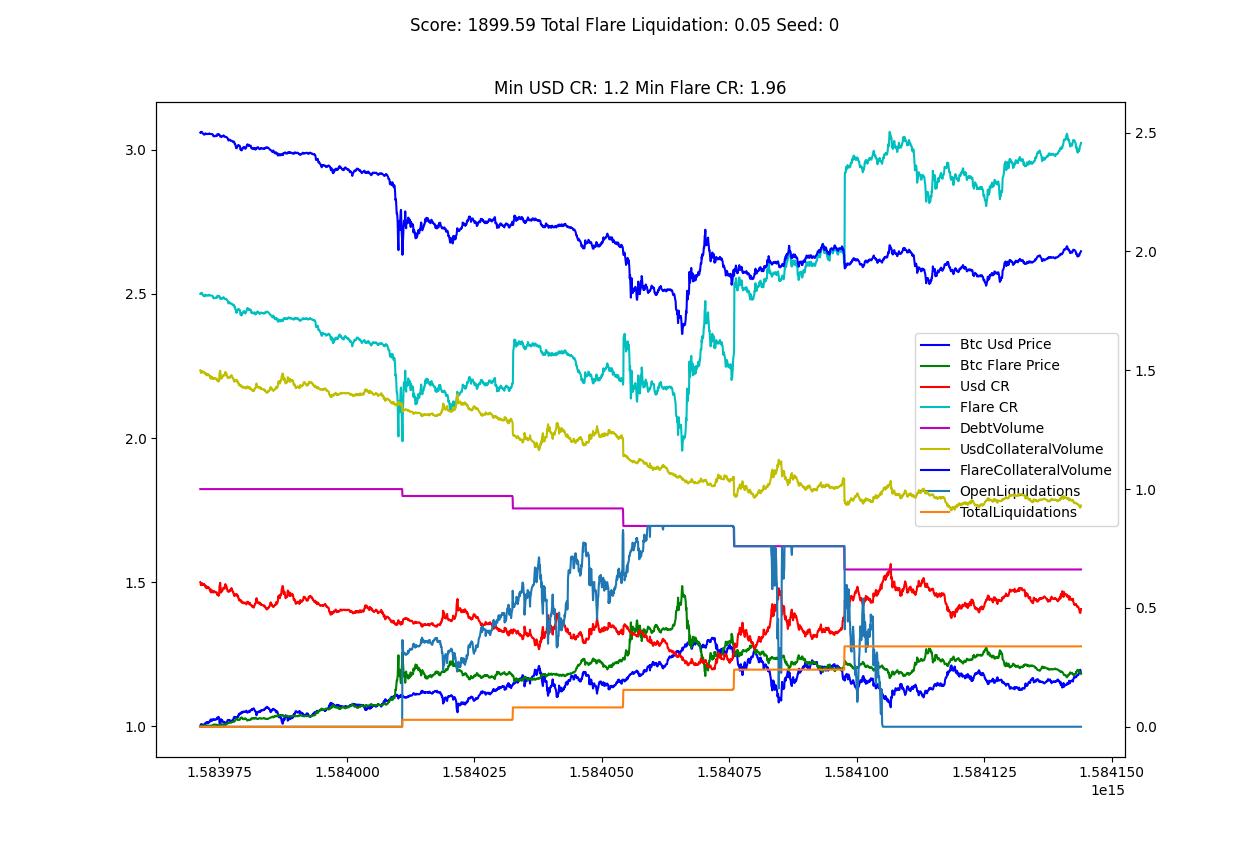 Score: 1899.59 Total Flare Liquidation: 0.05 Seed: 0
Min USD CR: 1.2 Min Flare CR: 1.96
3.0
2.5
2.0
1.5
1.0
2.5
2.0
1.5
1.0
0.5
0.0
Btc Usd Price
Btc Flare Price
Usd CR
Flare CR
DebtVolume
UsdCollateralVolume
FlareCollateralVolume
OpenLiquidations
TotalLiquidations
1.583975 1.584000 1.584025 1.584050 1.584075 1.584100 1.584125 1.584150
1e15